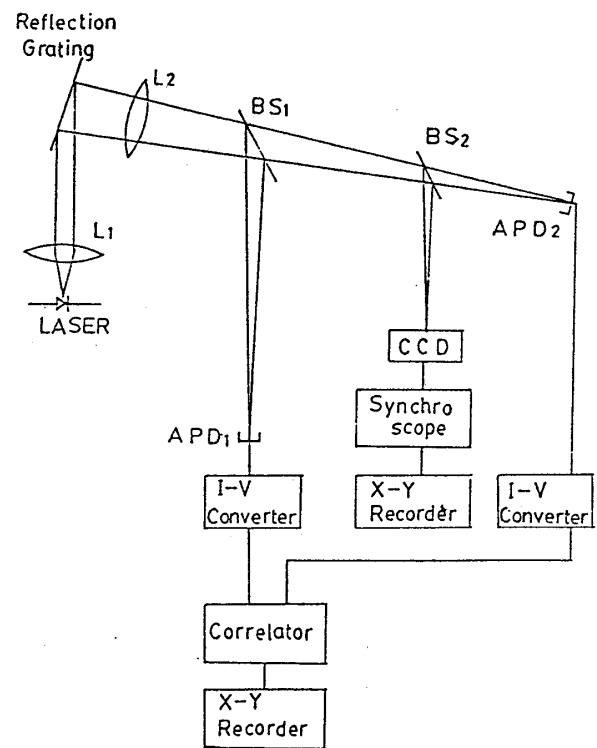 Reflection
Grating
L2
BS1
BS2
L1
LASER
APD2
CCD
Synchro
scope
APD1
I-V
Converter
X-Y
Recorder
I-V
Converter
Correlator
X-Y
Recorder